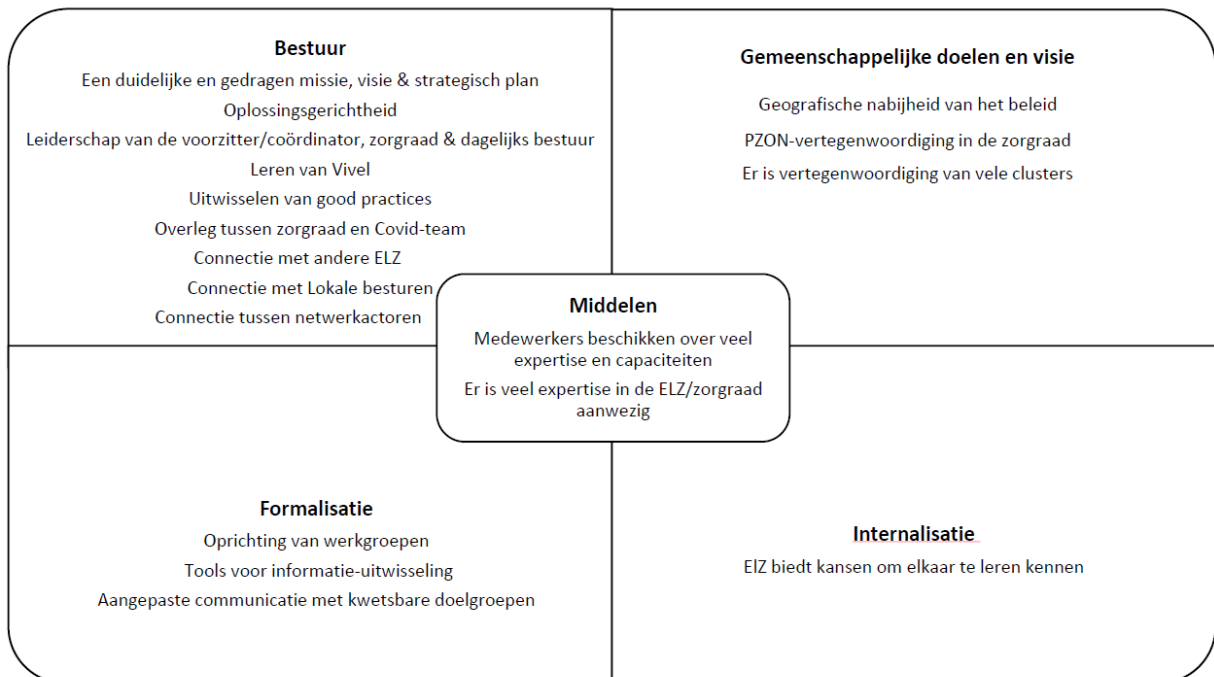 Bestuur
Een duidelijke en gedragen missie, visie & strategisch plan
Oplossingsgerichtheid
Leiderschap van de voorzitter/coördinator, zorgraad & dagelijks bestuur
Leren van Vivel
Uitwisselen van good practices
Overleg tussen zorgraad en Covid-team
Connectie met andere ELZ
Connectie met Lokale besturen
Connectie tussen netwerkactoren
Gemeenschappelijke doelen en visie
Geografische nabijheid van het beleid
PZON-vertegenwoordiging in de zorgraad
Er is vertegenwoordiging van vele clusters
Middelen
Medewerkers beschikken over veel
expertise en capaciteiten
Er is veel expertise in de ELZ/zorgraad
aanwezig
Formalisatie
Oprichting van werkgroepen
Tools voor informatie-uitwisseling
Aangepaste communicatie met kwetsbare doelgroepen
Internalisatie
ElZ biedt kansen om elkaar te leren kennen